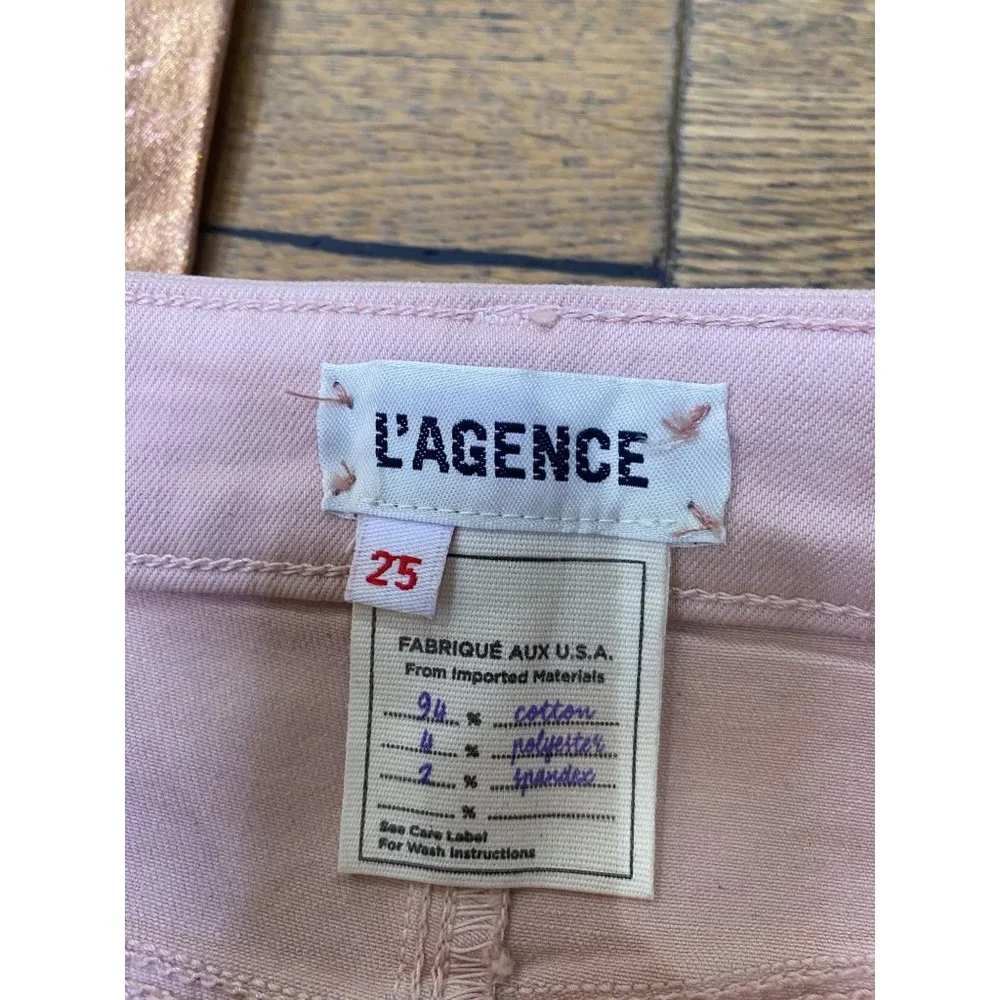 L'AGENCE
25
FABRIQUÉ AUX U.S.A.
From Imported Materials
94 % cotton
4 % polyester
2 % spandex
%
See Care Label
For Wash Instructions